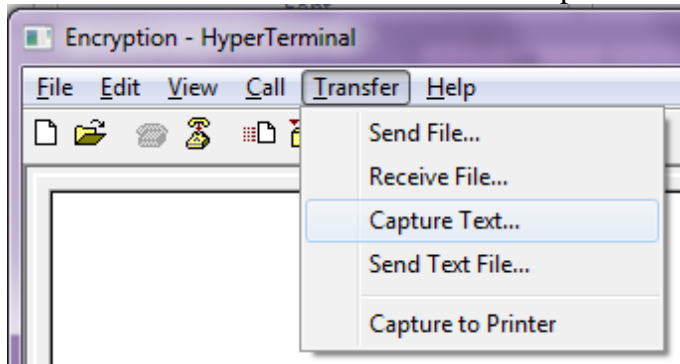 Encryption - HyperTerminal
File Edit View Call Transfer Help
Send File...
Receive File...
Capture Text...
Send Text File...
Capture to Printer